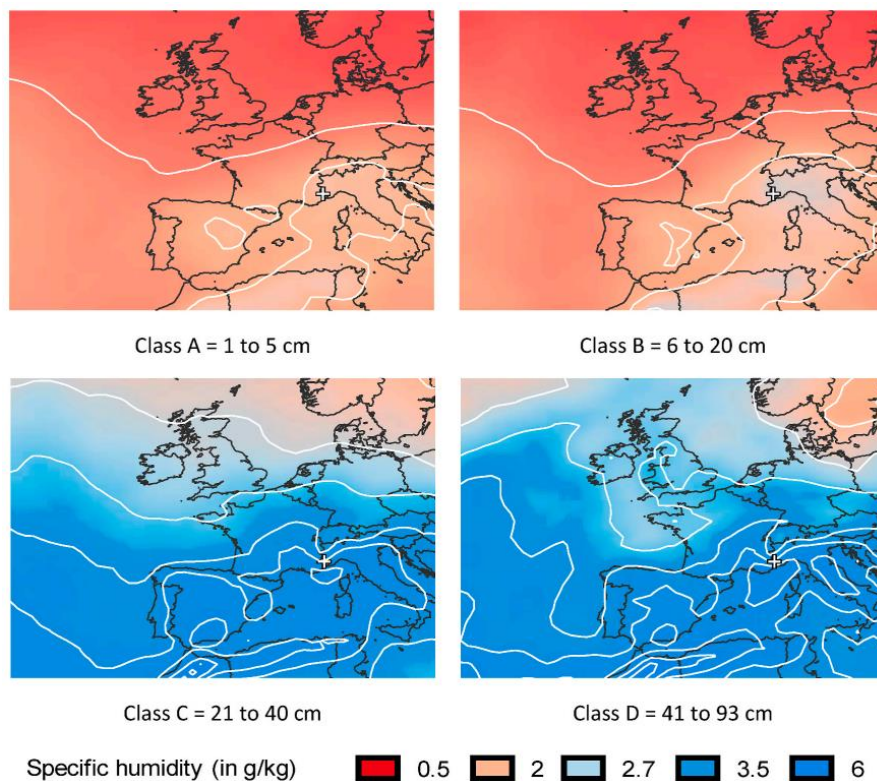 Class A = 1 to 5 cm
Class B = 6 to 20 cm
Class C = 21 to 40 cm
Class D = 41 to 93 cm
Specific humidity (in g/kg) 0.5 2 2.7 3.5 6